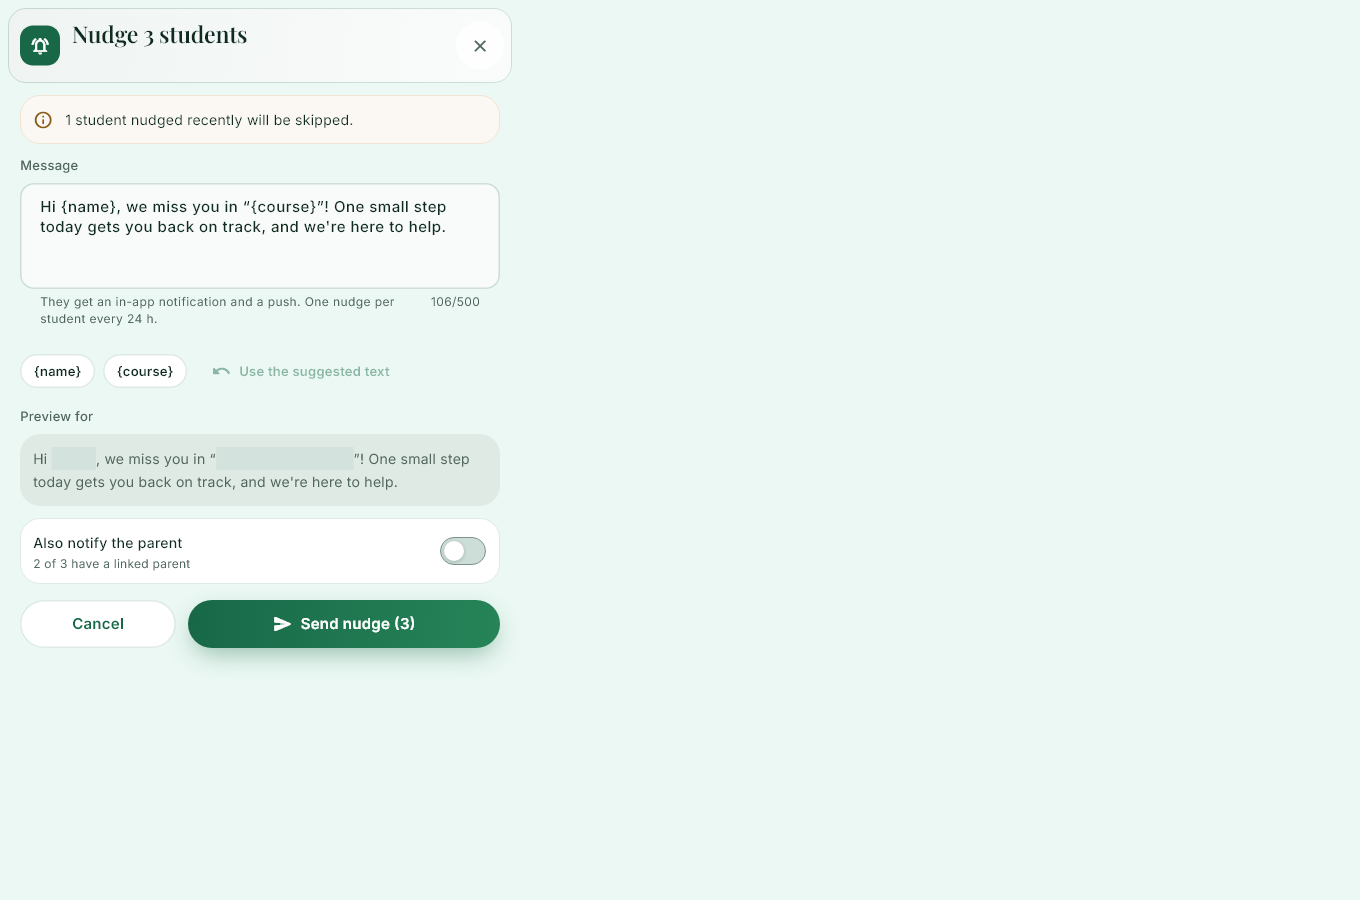 Nudge 3 students
1 student nudged recently will be skipped.
Message
Hi {name}, we miss you in “{course}”! One small step
today gets you back on track, and we're here to help.
They get an in-app notification and a push. One nudge per
student every 24 h.
106/500
{name}
{course}
Use the suggested text
Preview for
Hi , we miss you in “ ”! One small step
today gets you back on track, and we're here to help.
Also notify the parent
2 of 3 have a linked parent
Cancel
Send nudge (3)